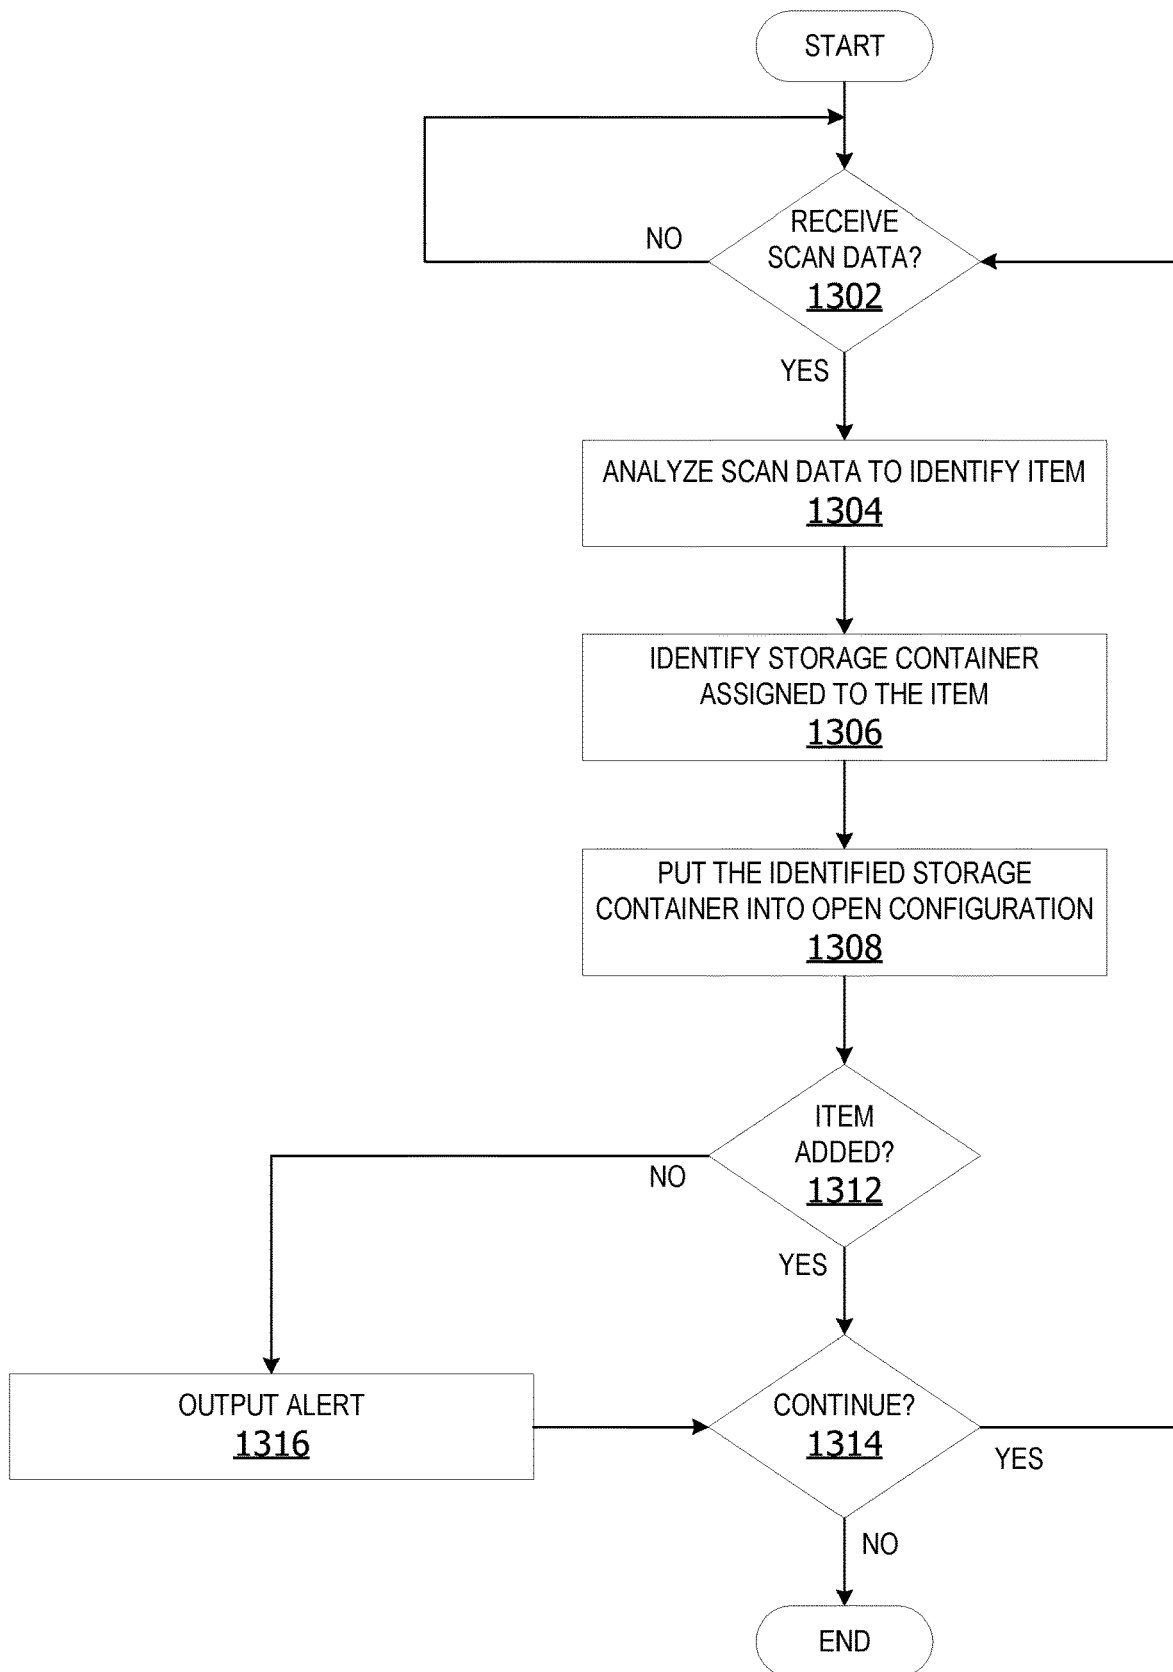 START
RECEIVE
SCAN DATA?
1302
NO
YES
ANALYZE SCAN DATA TO IDENTIFY ITEM
1304
IDENTIFY STORAGE CONTAINER
ASSIGNED TO THE ITEM
1306
PUT THE IDENTIFIED STORAGE
CONTAINER INTO OPEN CONFIGURATION
1308
ITEM
ADDED?
1312
NO
YES
OUTPUT ALERT
1316
CONTINUE?
1314
YES
NO
END